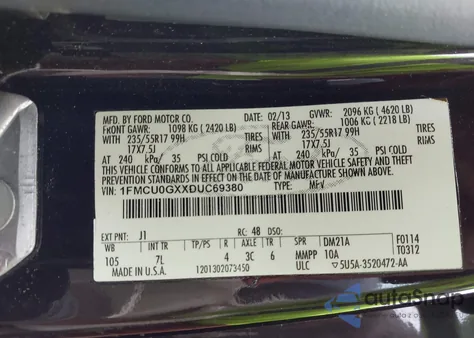 MFD. BY FORD MOTOR CO. 02/13 GVWR: 2096 KG ( 4620 LB)
FRONT GAWR: 1098 KG ( 2420 LB) REAR GAWR: 1006 KG ( 2218 LB)
WITH 235/55R17 99H TIRES WITH 235/55R17 99H TIRES
17X7.5J RIMS 17X7.5J RIMS
AT 240 kPa/ 35 PSI COLD AT 240 kPa/ 35 PSI COLD
THIS VEHICLE CONFORMS TO ALL APPLICABLE FEDERAL MOTOR VEHICLE SAFETY AND THEFT
PREVENTION STANDARDS IN EFFECT ON THE DATE OF MANUFACTURE SHOWN ABOVE.
VIN: 1FMCU0GXXDUC69380 TYPE: MPV
EXT PNT: J1 RC: 48 DSO: F0114
WB INT TR TP/PS R A TR SPR DM21A T0312
105 7L 4 3C 6 MMPP 10A
MADE IN U.S.A. 1201302073450 ULC 5U5A-3520472-AA
autoSnap